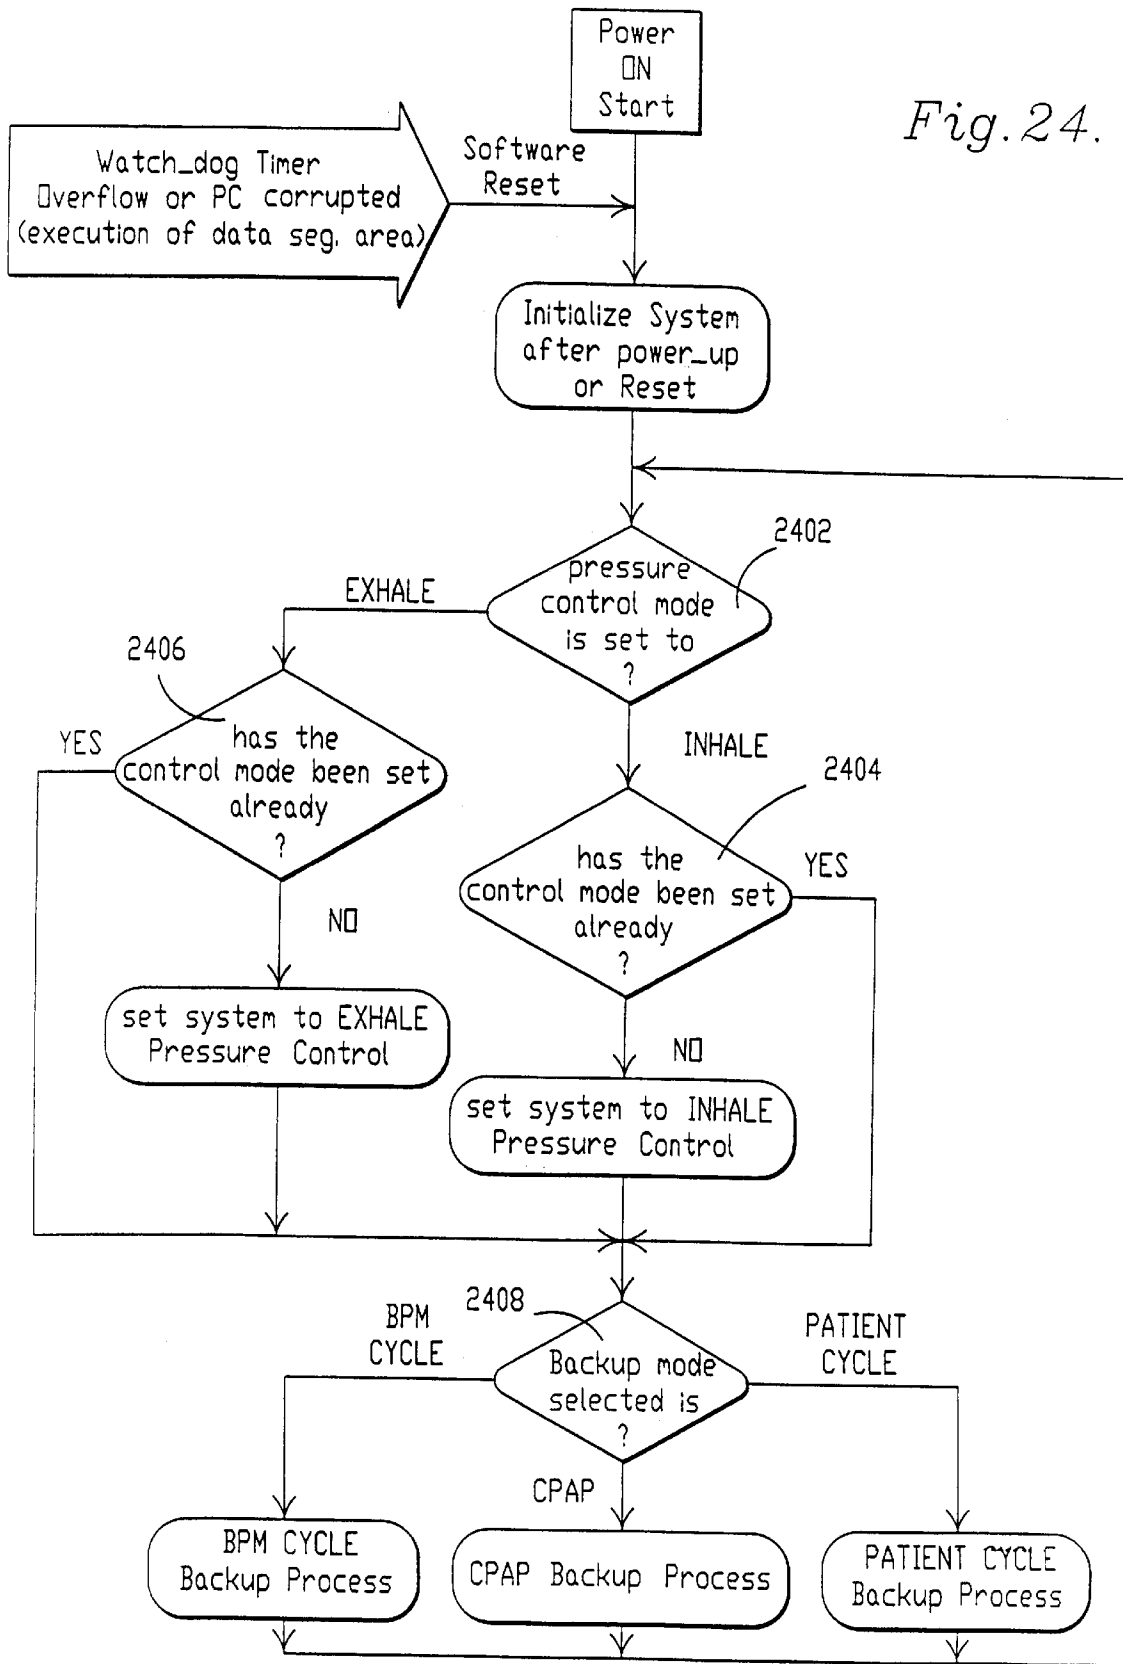 Power
ON
Start
Fig. 24.
Watch_dog Timer
Overflow or PC corrupted
(execution of data seg. area)
Software
Reset
Initialize System
after power_up
or Reset
2402
pressure
control mode
is set to
?
EXHALE
2406
YES
has the
control mode been set
already
?
INHALE
2404
has the
control mode been set
already
?
YES
NO
set system to EXHALE
Pressure Control
NO
set system to INHALE
Pressure Control
2408
BPM
CYCLE
Backup mode
selected is
?
PATIENT
CYCLE
CPAP
BPM CYCLE
Backup Process
CPAP Backup Process
PATIENT CYCLE
Backup Process